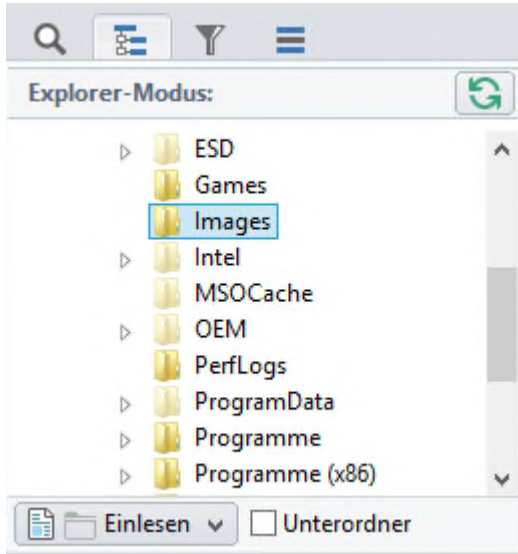 Explorer-Modus:
ESD
Games
Images
Intel
MSOCache
OEM
PerfLogs
ProgramData
Programme
Programme (x86)
Einlesen
Unterordner